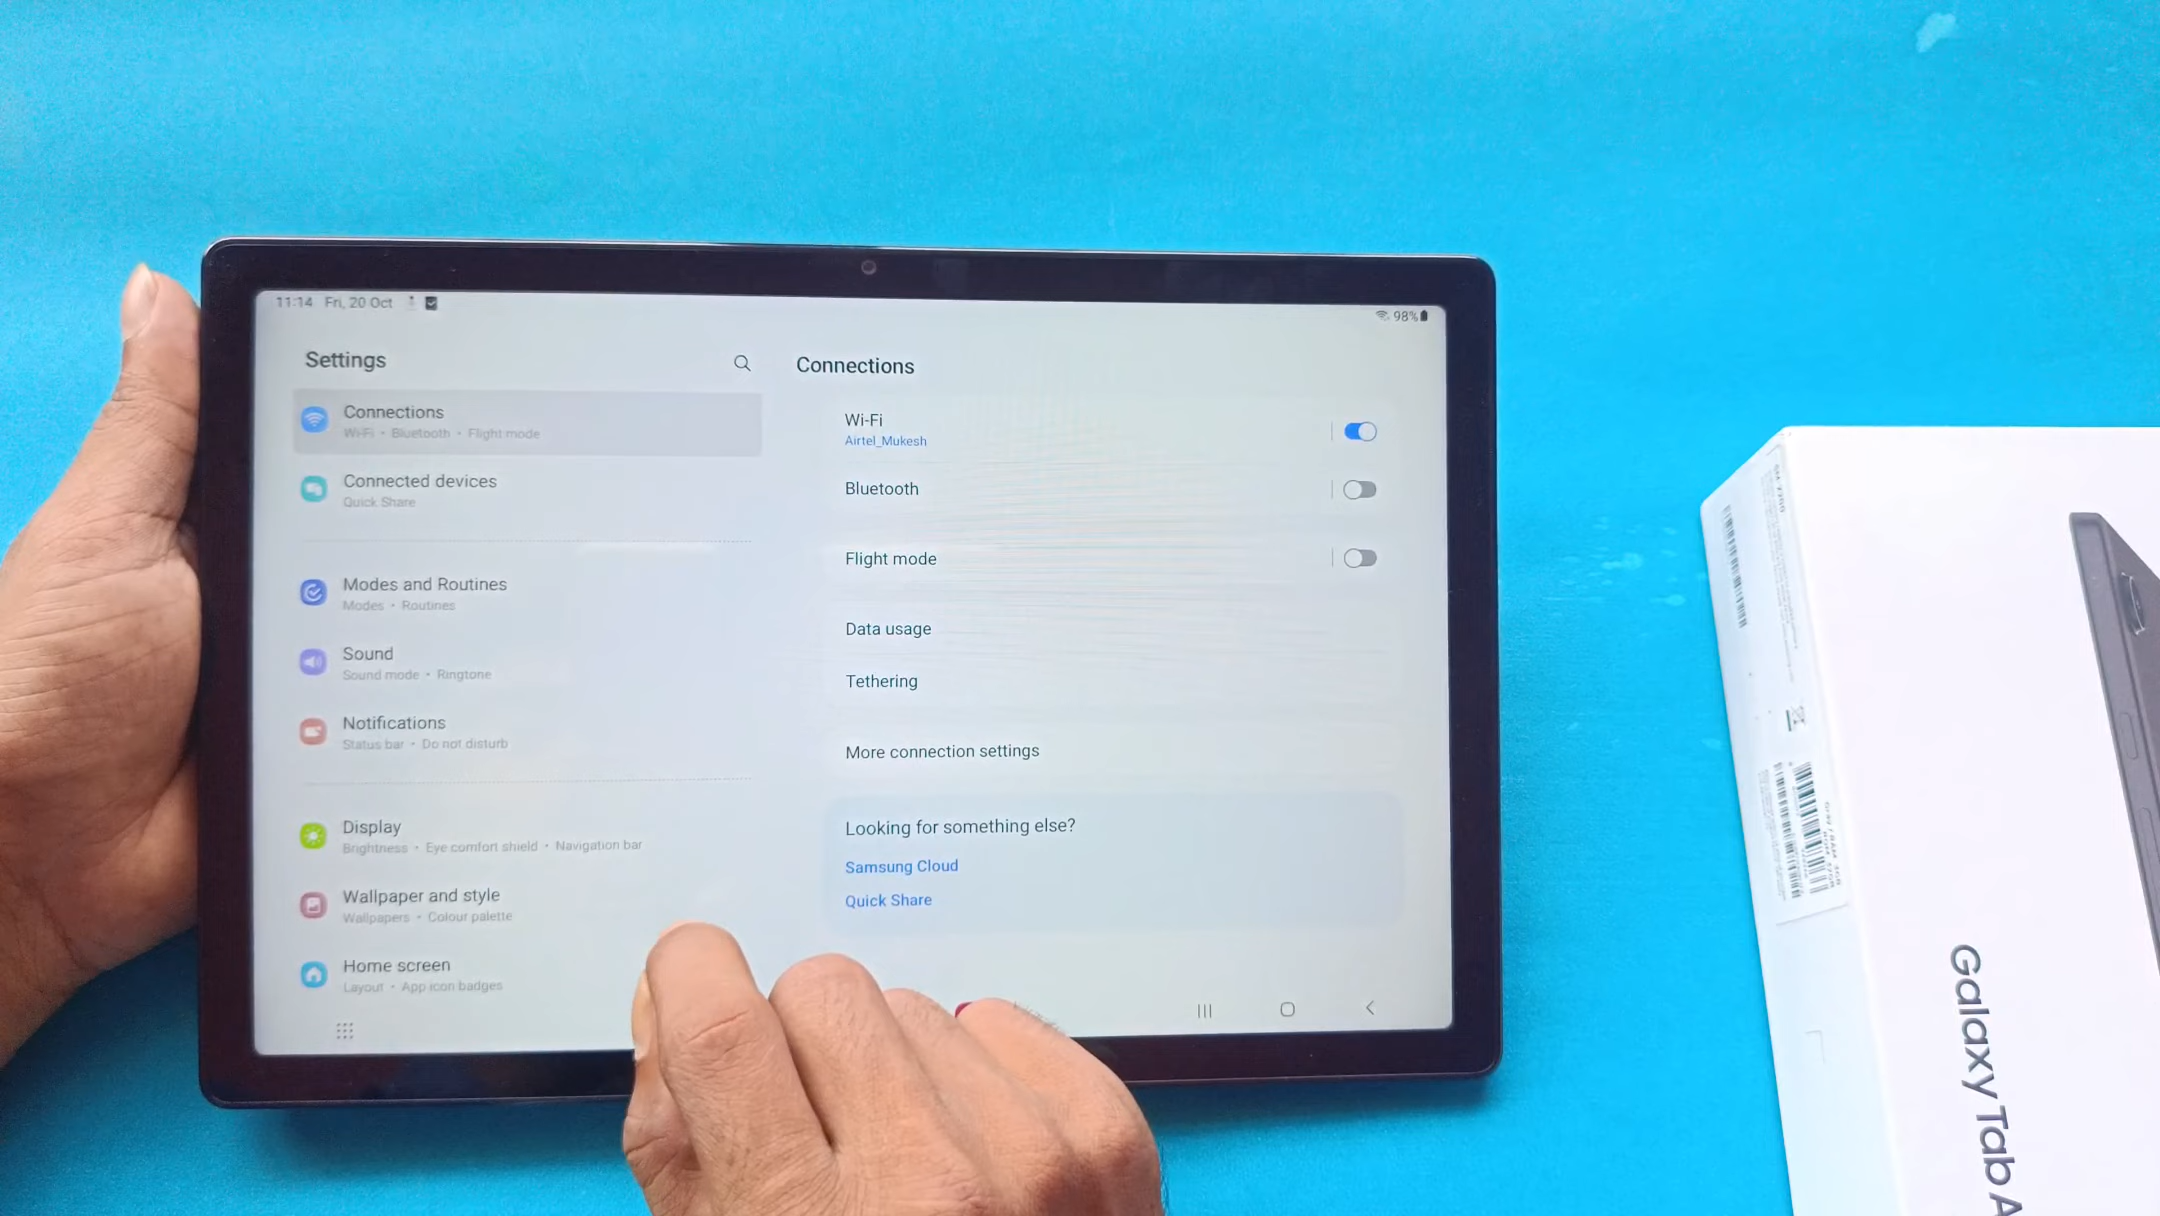 11:14 Fri, 20 Oct
98%
Settings
Connections
Wi-Fi • Bluetooth • Flight mode
Connected devices
Quick Share
Modes and Routines
Modes • Routines
Sound
Sound mode • Ringtone
Notifications
Status bar • Do not disturb
Display
Brightness • Eye comfort shield • Navigation bar
Wallpaper and style
Wallpapers • Colour palette
Home screen
Layout • App icon badges
Connections
Wi-Fi
Airtel_Mukesh
Bluetooth
Flight mode
Data usage
Tethering
More connection settings
Looking for something else?
Samsung Cloud
Quick Share
Galaxy Tab A